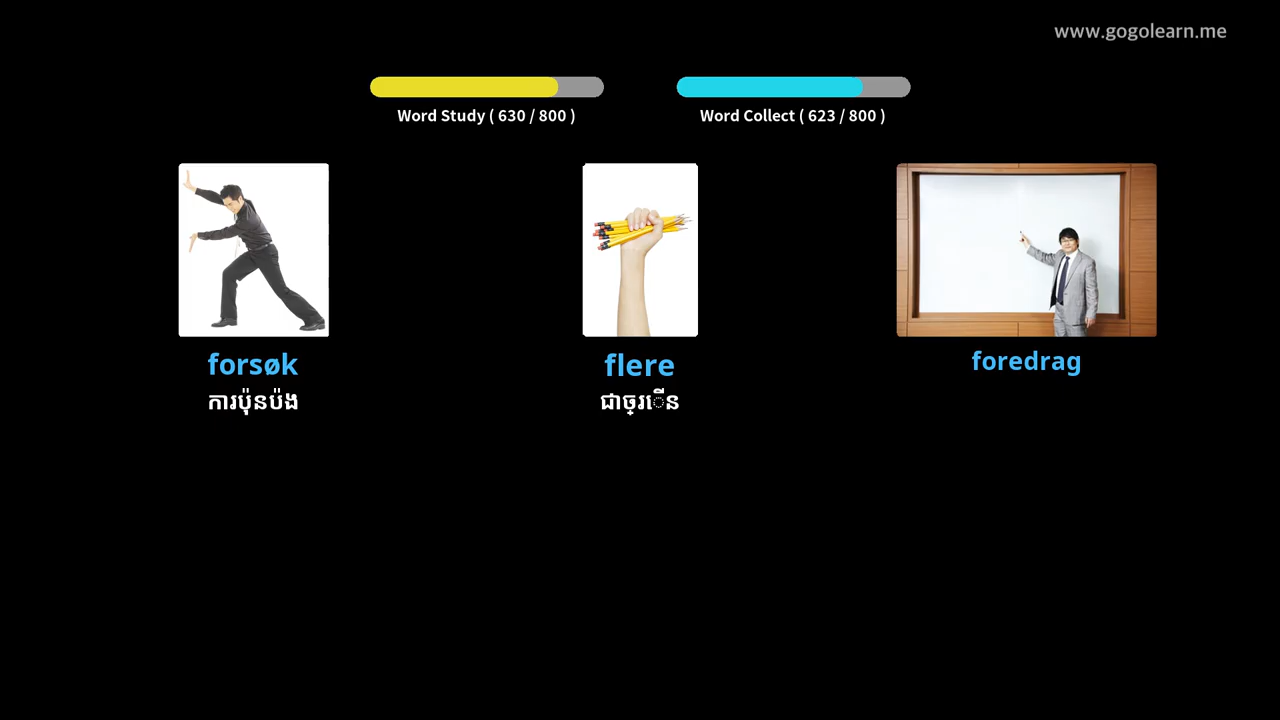 www.gogolearn.me
Word Study ( 630 / 800 )
Word Collect ( 623 / 800 )
forsøk
ការប៉ុនប៉ង
flere
ជាច្រេីន
foredrag